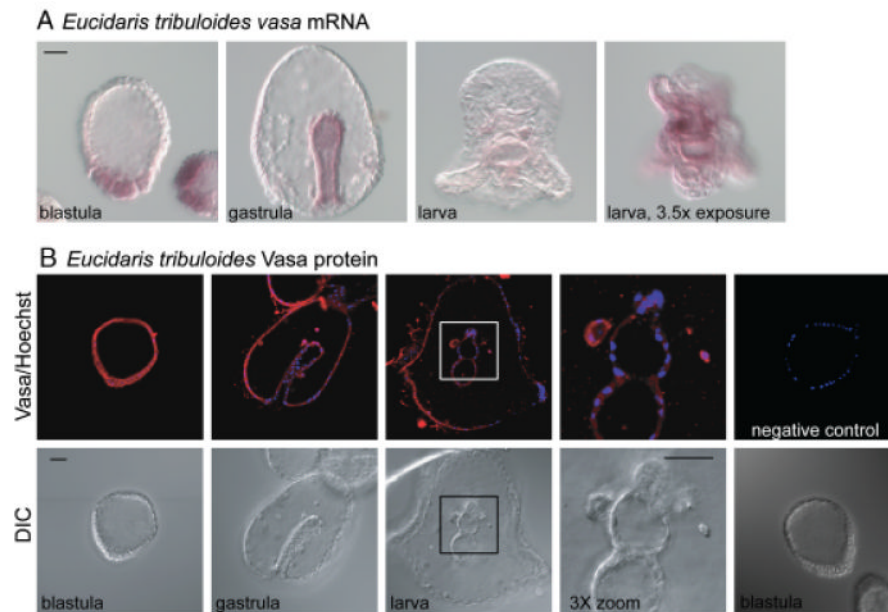 A Eucidaris tribuloides vasa mRNA
blastula
gastrula
larva
larva, 3.5x exposure
B Eucidaris tribuloides Vasa protein
Vasa/Hoechst
negative control
DIC
blastula
gastrula
larva
3X zoom
blastula